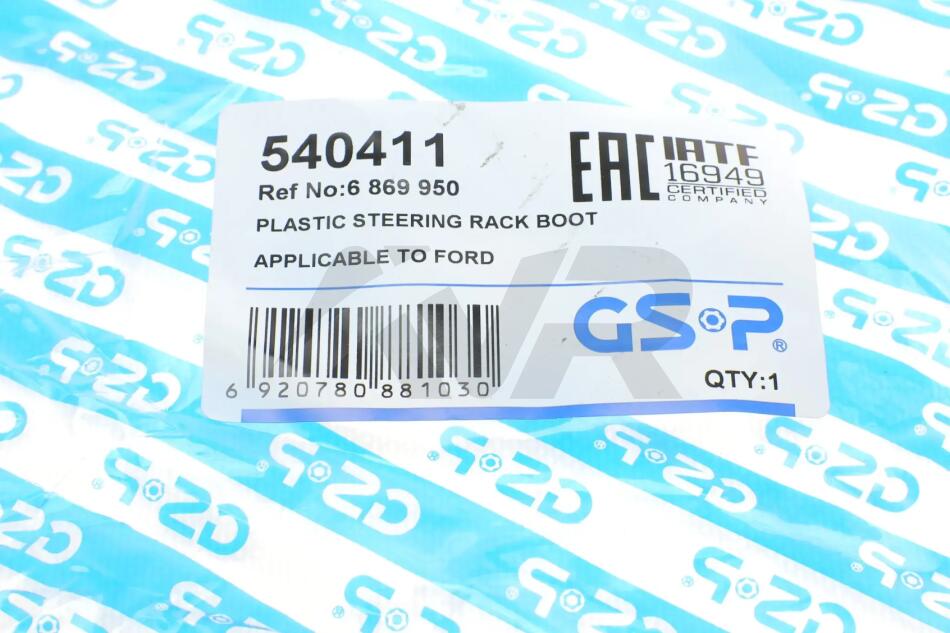 540411
Ref No:6 869 950
PLASTIC STEERING RACK BOOT
APPLICABLE TO FORD
EAC
IATF
16949
CERTIFIED
COMPANY
GSP®
QTY:1
6 920780 881030